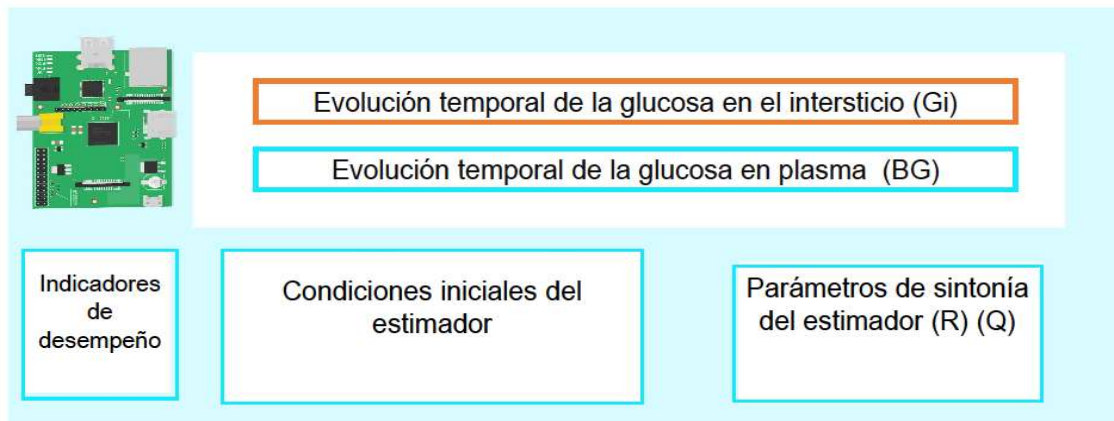 Evolución temporal de la glucosa en el intersticio (Gi)
Evolución temporal de la glucosa en plasma (BG)
Indicadores
de
desempeño
Condiciones iniciales del
estimador
Parámetros de sintonía
del estimador (R) (Q)